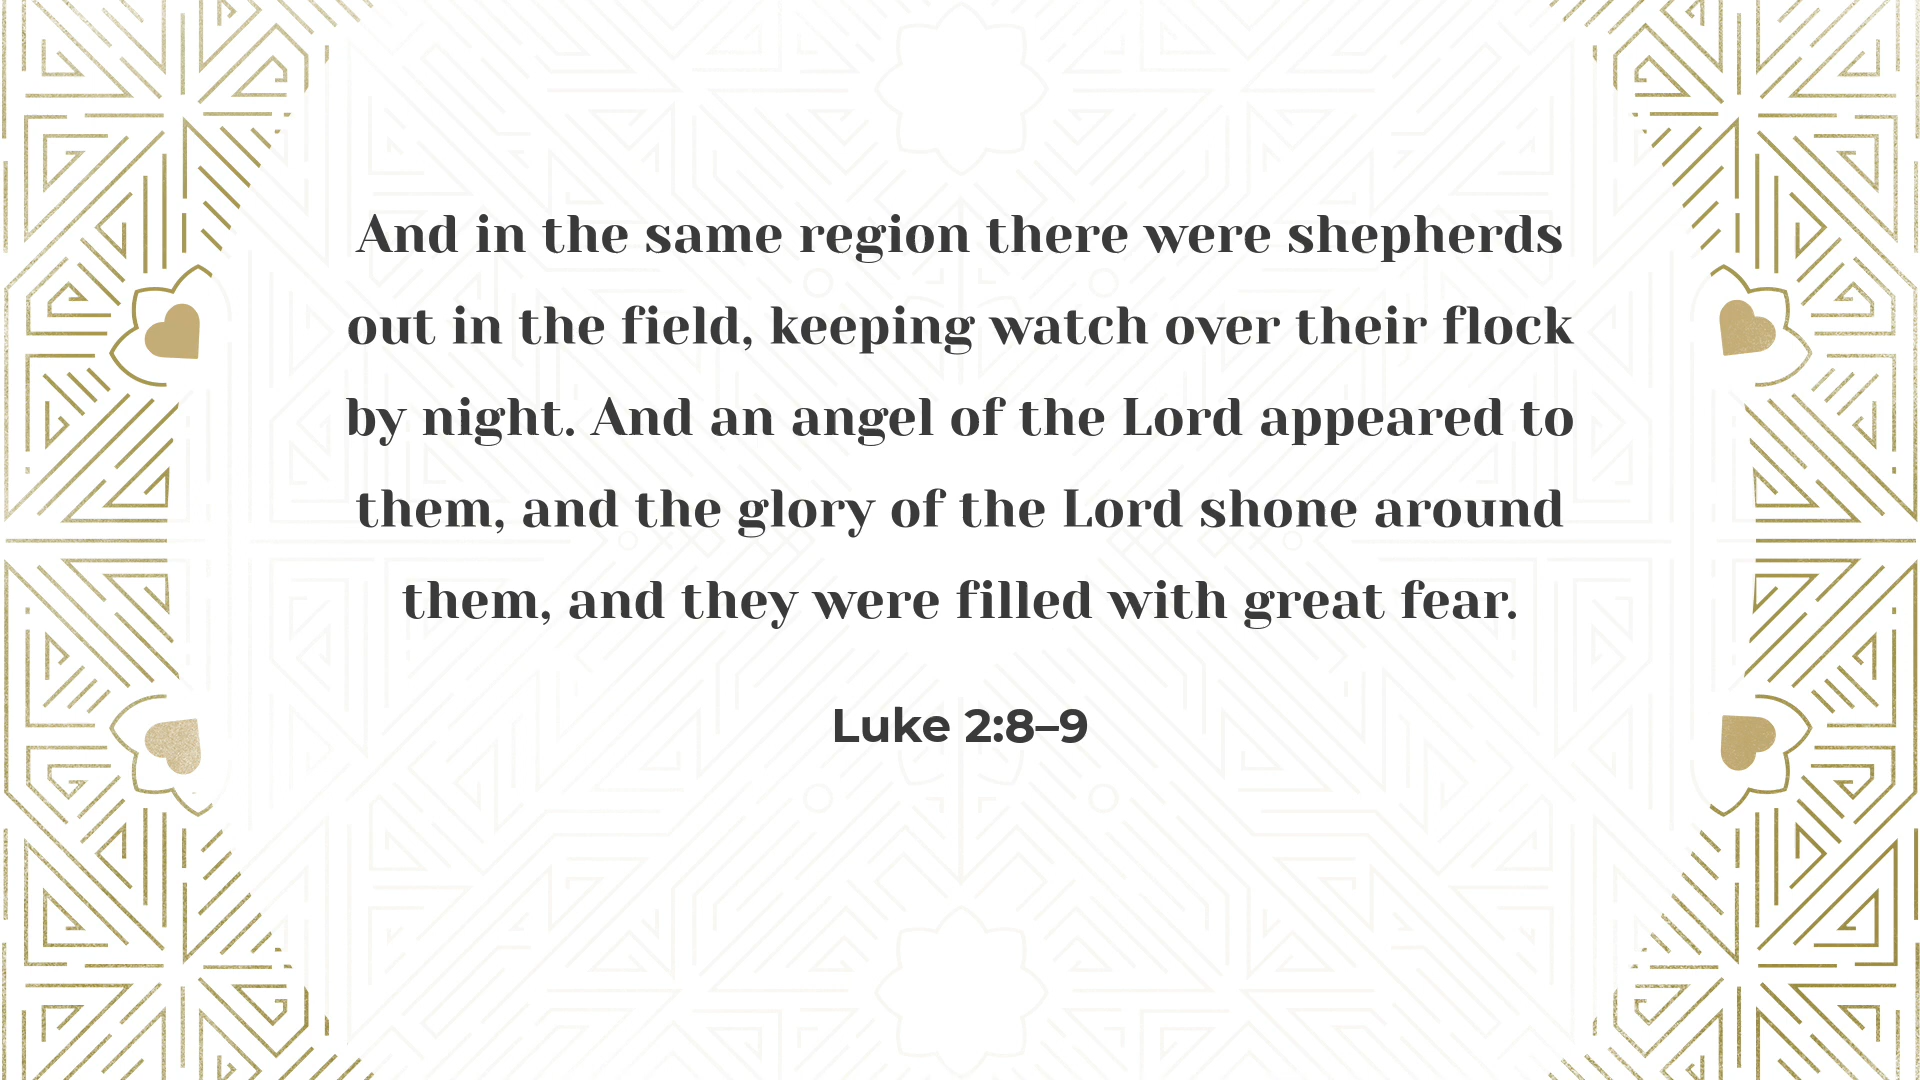 And in the same region there were shepherds
out in the field, keeping watch over their flock
by night. And an angel of the Lord appeared to
them, and the glory of the Lord shone around
them, and they were filled with great fear.
Luke 2:8–9